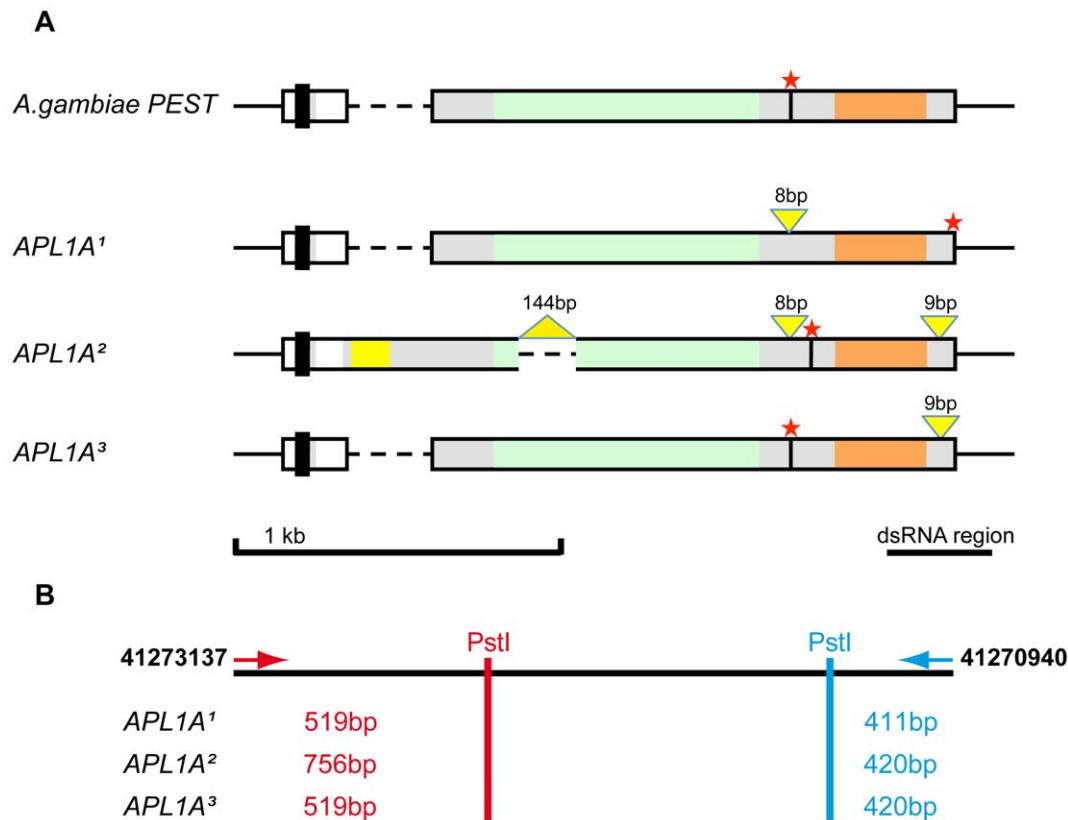 A
A.gambiae PEST
8bp
APL1A¹
144bp 8bp 9bp
APL1A²
9bp
APL1A³
1 kb dsRNA region
B
PstI PstI
41273137 41270940
APL1A¹ 519bp 411bp
APL1A² 756bp 420bp
APL1A³ 519bp 420bp